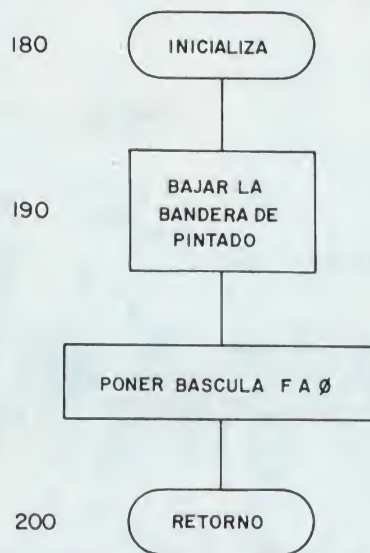 180
INICIALIZA
190
BAJAR LA
BANDERA DE
PINTADO
PONER BASCULA F A Ø
200
RETORNO